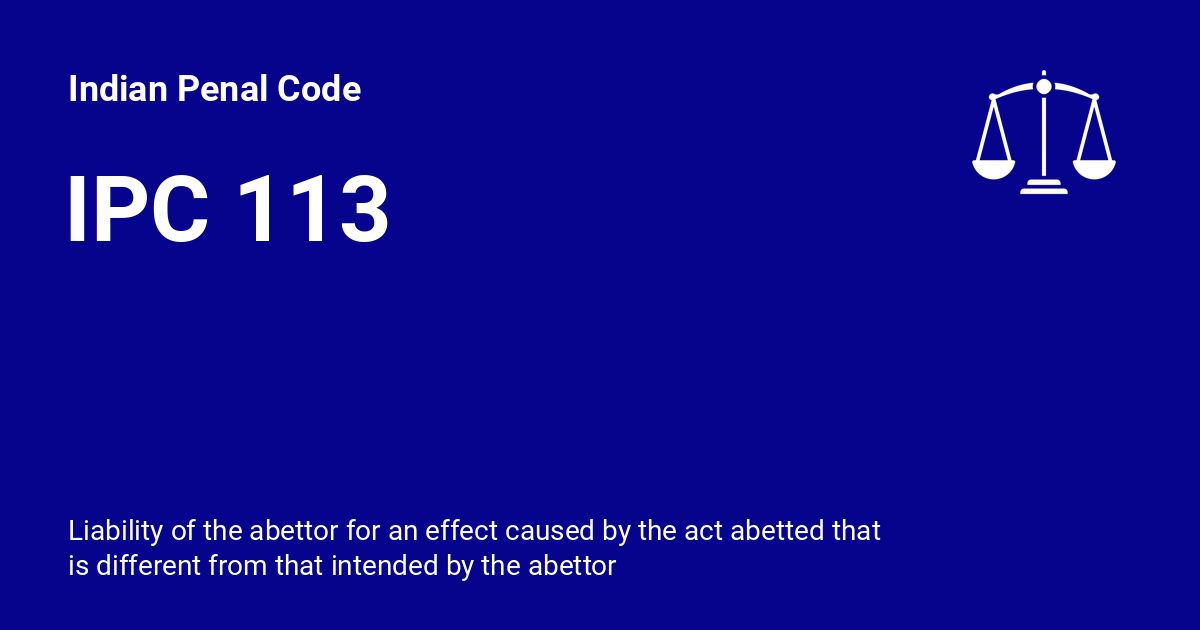 Indian Penal Code
IPC 113
Liability of the abettor for an effect caused by the act abetted that
is different from that intended by the abettor